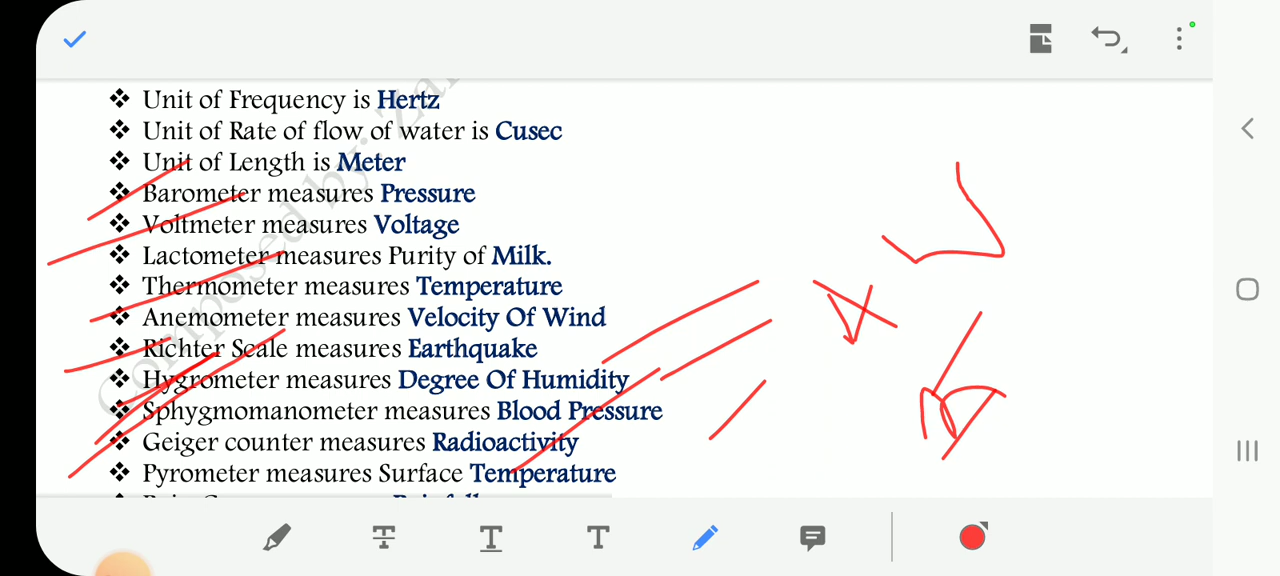 ❖ Unit of Frequency is Hertz
❖ Unit of Rate of flow of water is Cusec
❖ Unit of Length is Meter
❖ Barometer measures Pressure
❖ Voltmeter measures Voltage
❖ Lactometer measures Purity of Milk.
❖ Thermometer measures Temperature
❖ Anemometer measures Velocity Of Wind
❖ Richter Scale measures Earthquake
❖ Hygrometer measures Degree Of Humidity
❖ Sphygmomanometer measures Blood Pressure
❖ Geiger counter measures Radioactivity
❖ Pyrometer measures Surface Temperature
Composed by: